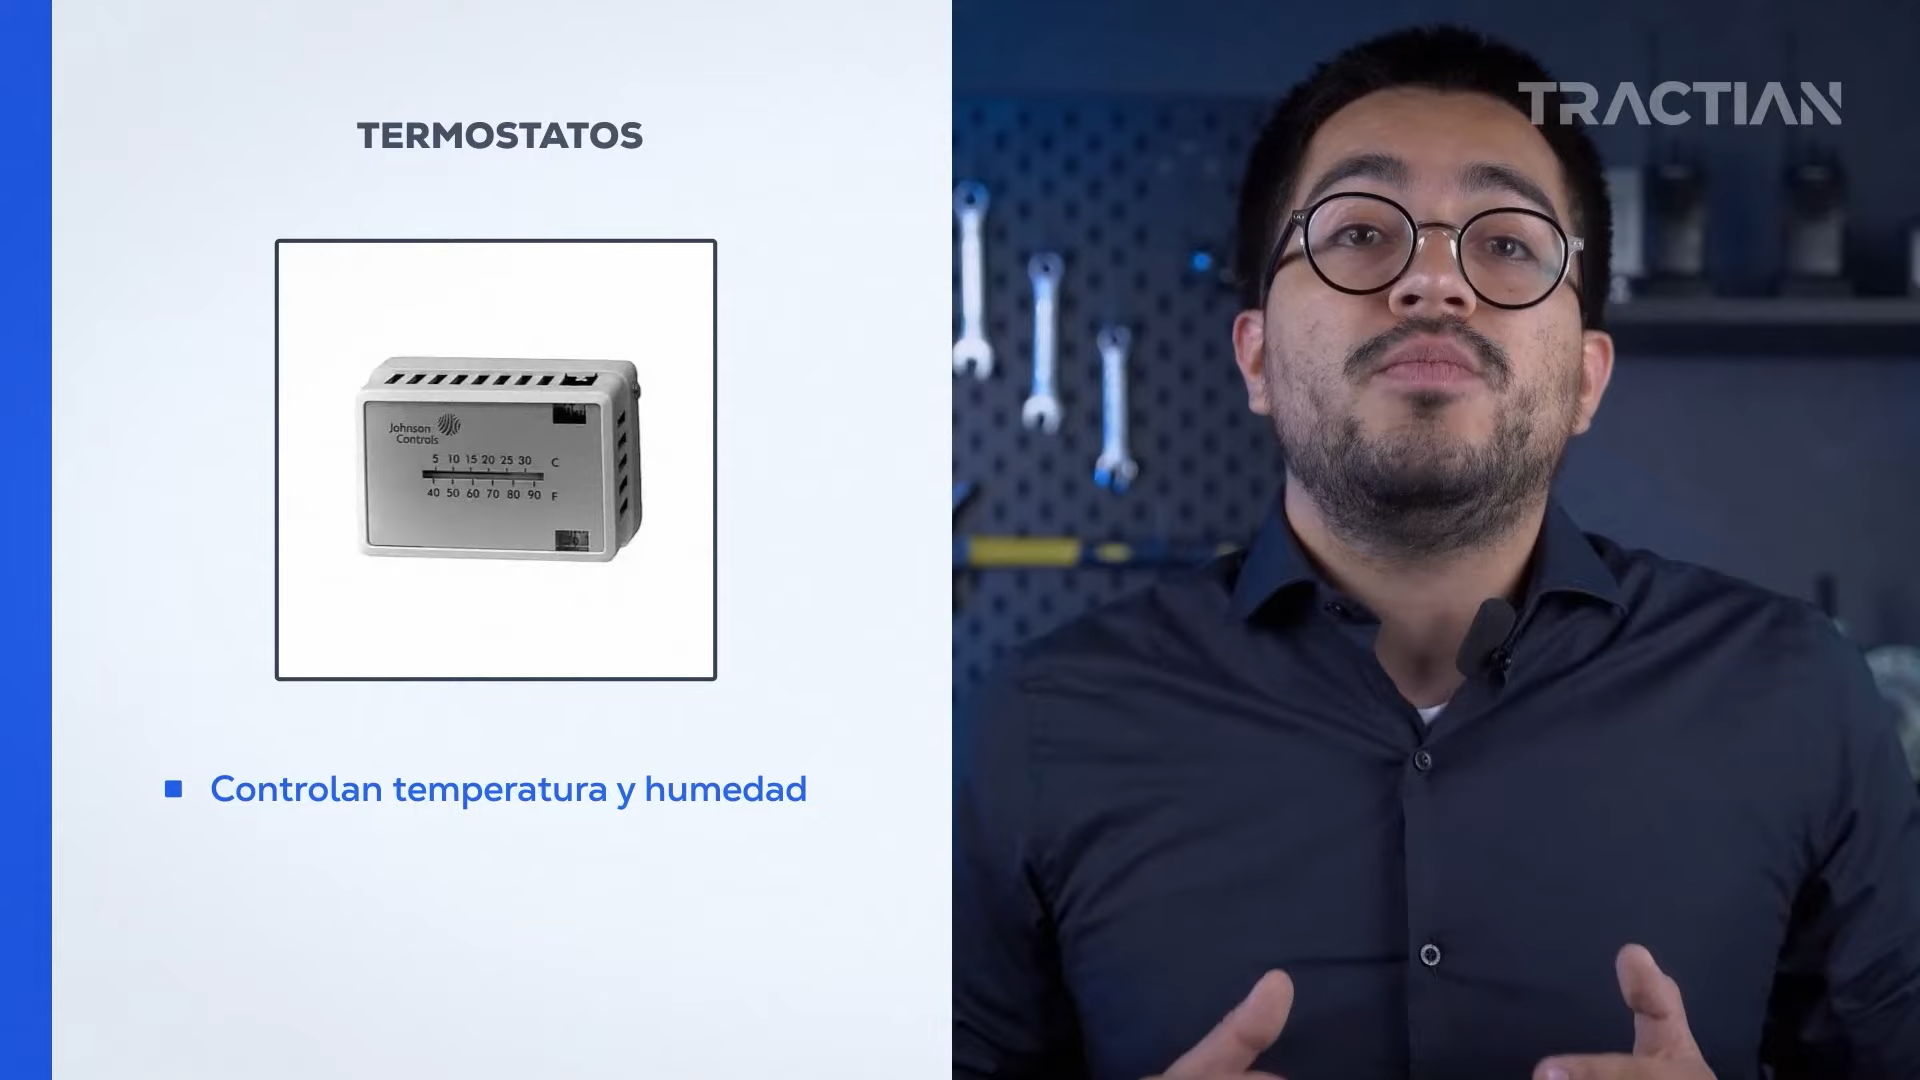 TERMOSTATOS
Johnson
Controls
5 10 15 20 25 30 C
40 50 60 70 80 90 F
Controlan temperatura y humedad
TRACTIAN